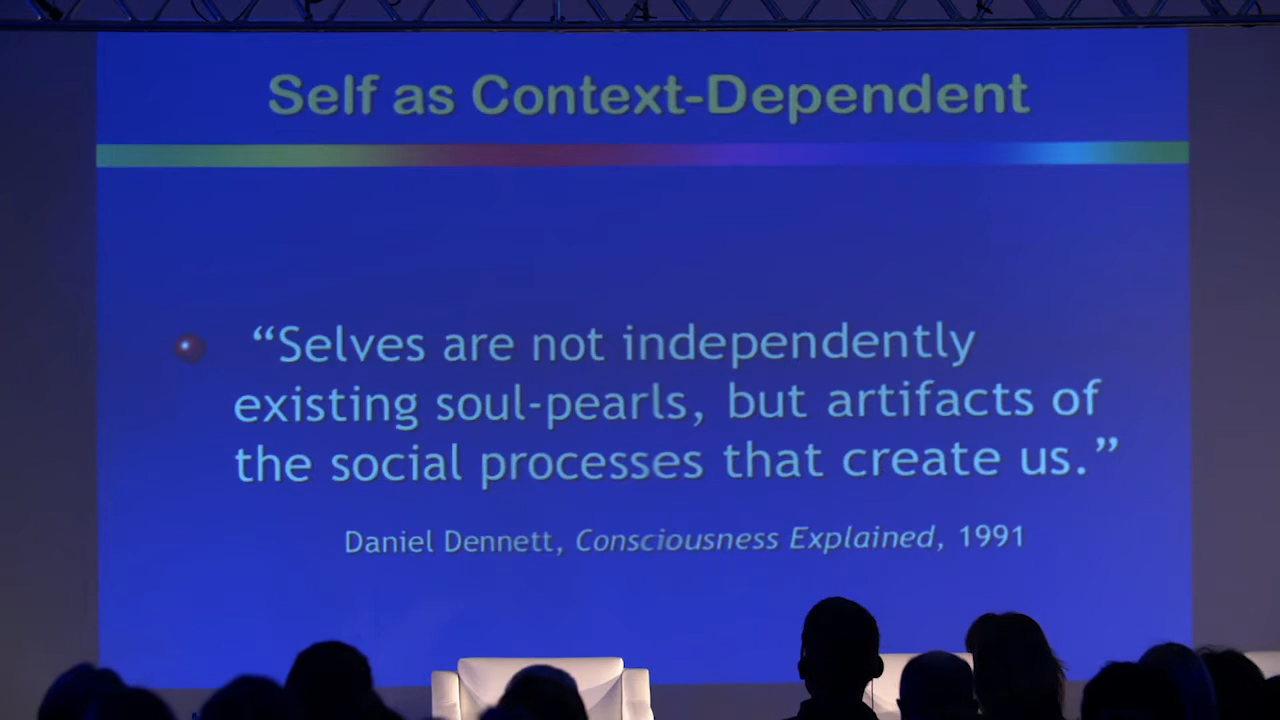 Self as Context-Dependent
“Selves are not independently
existing soul-pearls, but artifacts of
the social processes that create us.”
Daniel Dennett, Consciousness Explained, 1991